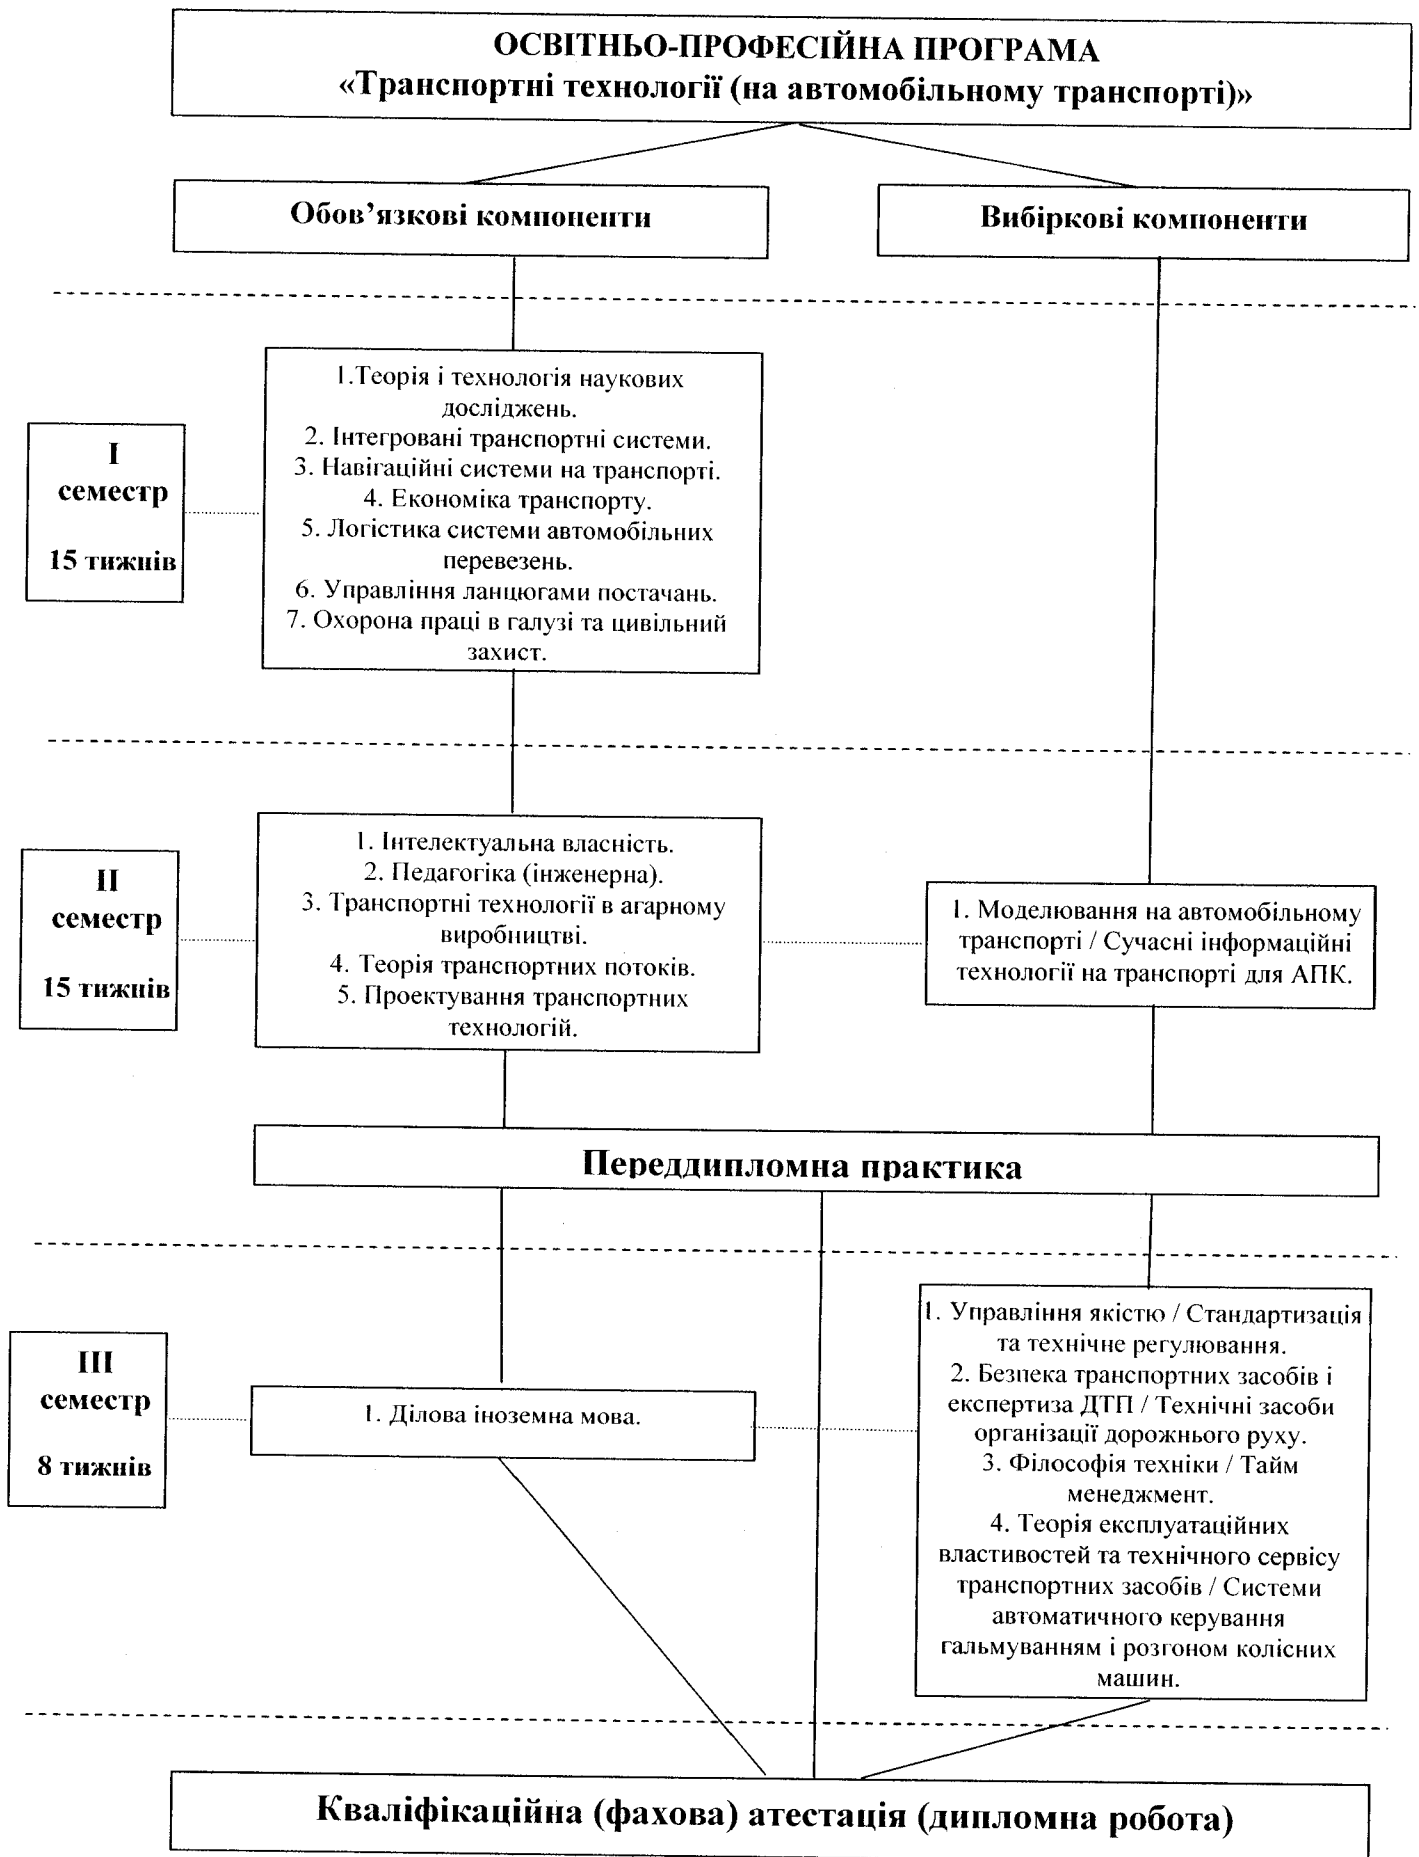 ОСВІТНЬО-ПРОФЕСІЙНА ПРОГРАМА
«Транспортні технології (на автомобільному транспорті)»
Обов’язкові компоненти
Вибіркові компоненти
І
семестр
15 тижнів
1.Теорія і технологія наукових
досліджень.
2. Інтегровані транспортні системи.
3. Навігаційні системи на транспорті.
4. Економіка транспорту.
5. Логістика системи автомобільних
перевезень.
6. Управління ланцюгами постачань.
7. Охорона праці в галузі та цивільний
захист.
ІІ
семестр
15 тижнів
1. Інтелектуальна власність.
2. Педагогіка (інженерна).
3. Транспортні технології в агарному
виробництві.
4. Теорія транспортних потоків.
5. Проектування транспортних
технологій.
1. Моделювання на автомобільному
транспорті / Сучасні інформаційні
технології на транспорті для АПК.
Переддипломна практика
ІІІ
семестр
8 тижнів
1. Ділова іноземна мова.
1. Управління якістю / Стандартизація
та технічне регулювання.
2. Безпека транспортних засобів і
експертиза ДТП / Технічні засоби
організації дорожнього руху.
3. Філософія техніки / Тайм
менеджмент.
4. Теорія експлуатаційних
властивостей та технічного сервісу
транспортних засобів / Системи
автоматичного керування
гальмуванням і розгоном колісних
машин.
Кваліфікаційна (фахова) атестація (дипломна робота)